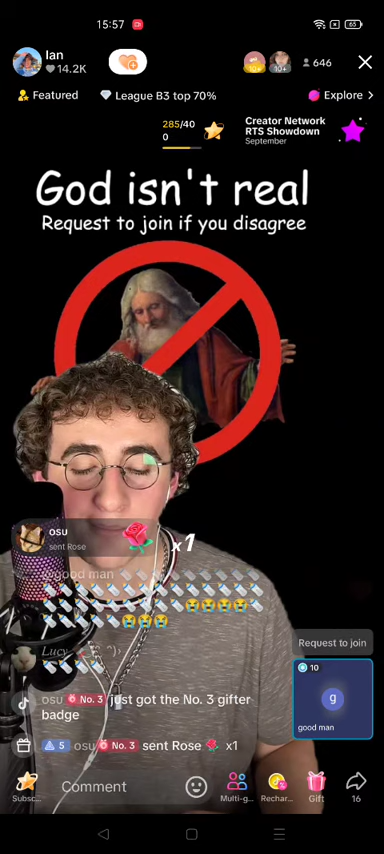 15:57
65
Ian
14.2K
10+
10+
646
Featured
League B3 top 70%
Explore >
285/40
0
Creator Network
RTS Showdown
September
God isn't real
Request to join if you disagree
osu
sent Rose
x1
@good man
Lucy
Request to join
10
g
good man
osu No. 3 just got the No. 3 gifter
badge
5 osu No. 3 sent Rose x1
Comment
Subsc...
Multi-g...
Rechar...
Gift
16